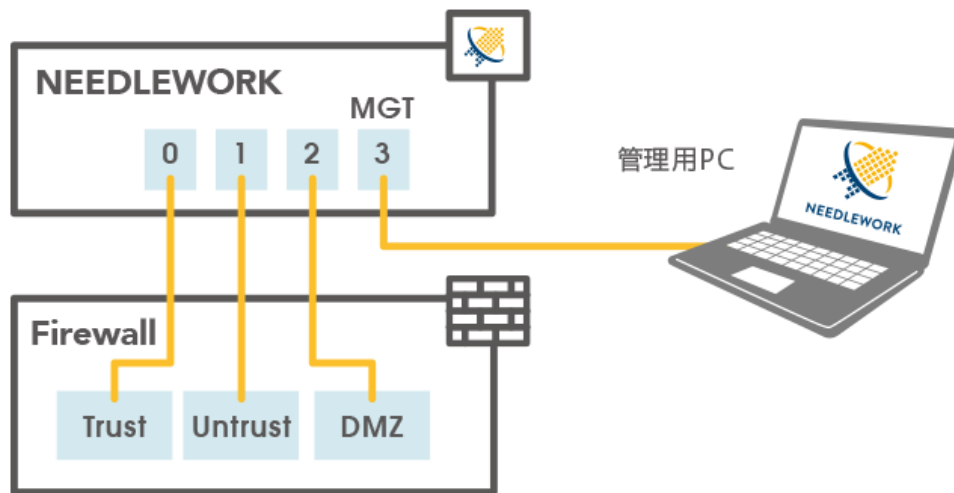 NEEDLEWORK
MGT
0 1 2 3
管理用PC
NEEDLEWORK
Firewall
Trust Untrust DMZ